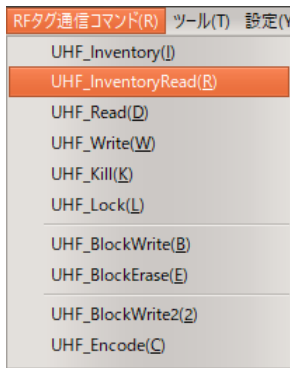 RFタグ通信コマンド(R) ツール(T) 設定(Y
UHF_Inventory(I)
UHF_InventoryRead(R)
UHF_Read(D)
UHF_Write(W)
UHF_Kill(K)
UHF_Lock(L)
UHF_BlockWrite(B)
UHF_BlockErase(E)
UHF_BlockWrite2(2)
UHF_Encode(C)